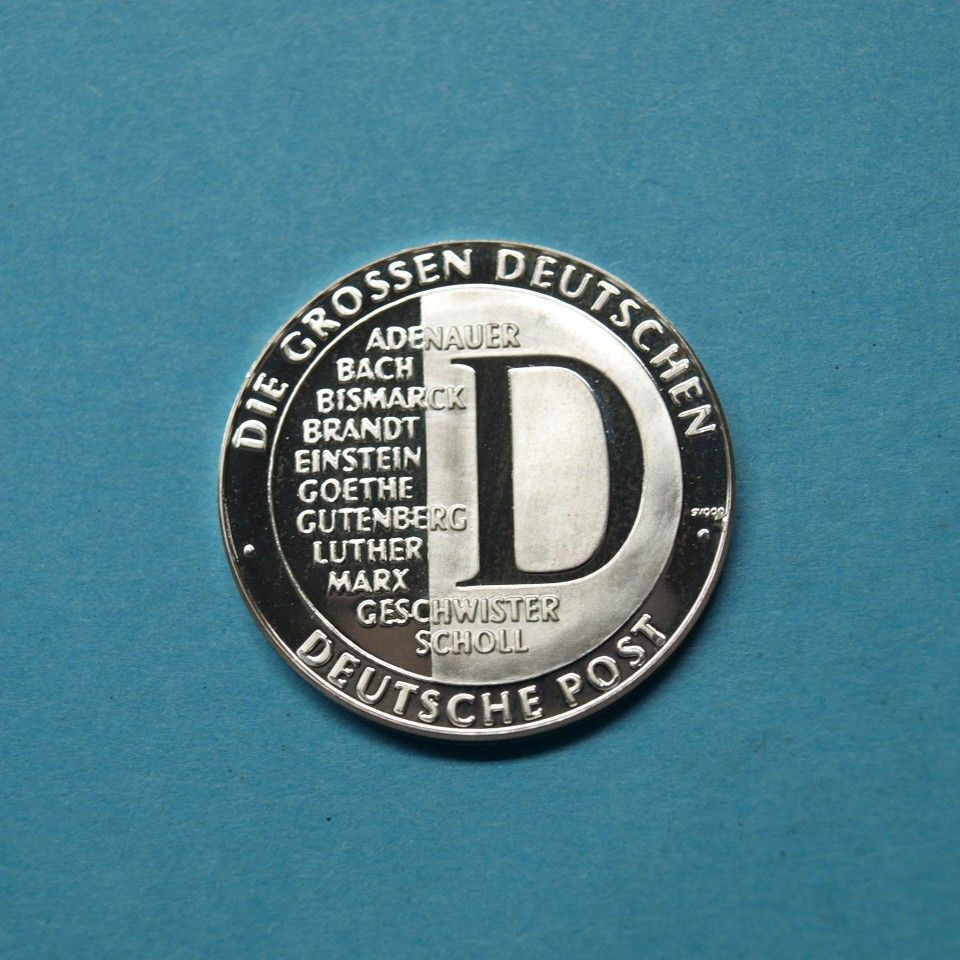 DIE GROSSEN DEUTSCHEN
ADENAUER
BACH
BISMARCK
BRANDT
EINSTEIN
GOETHE
GUTENBERG
LUTHER
MARX
GESCHWISTER
SCHOLL
D
DEUTSCHE POST